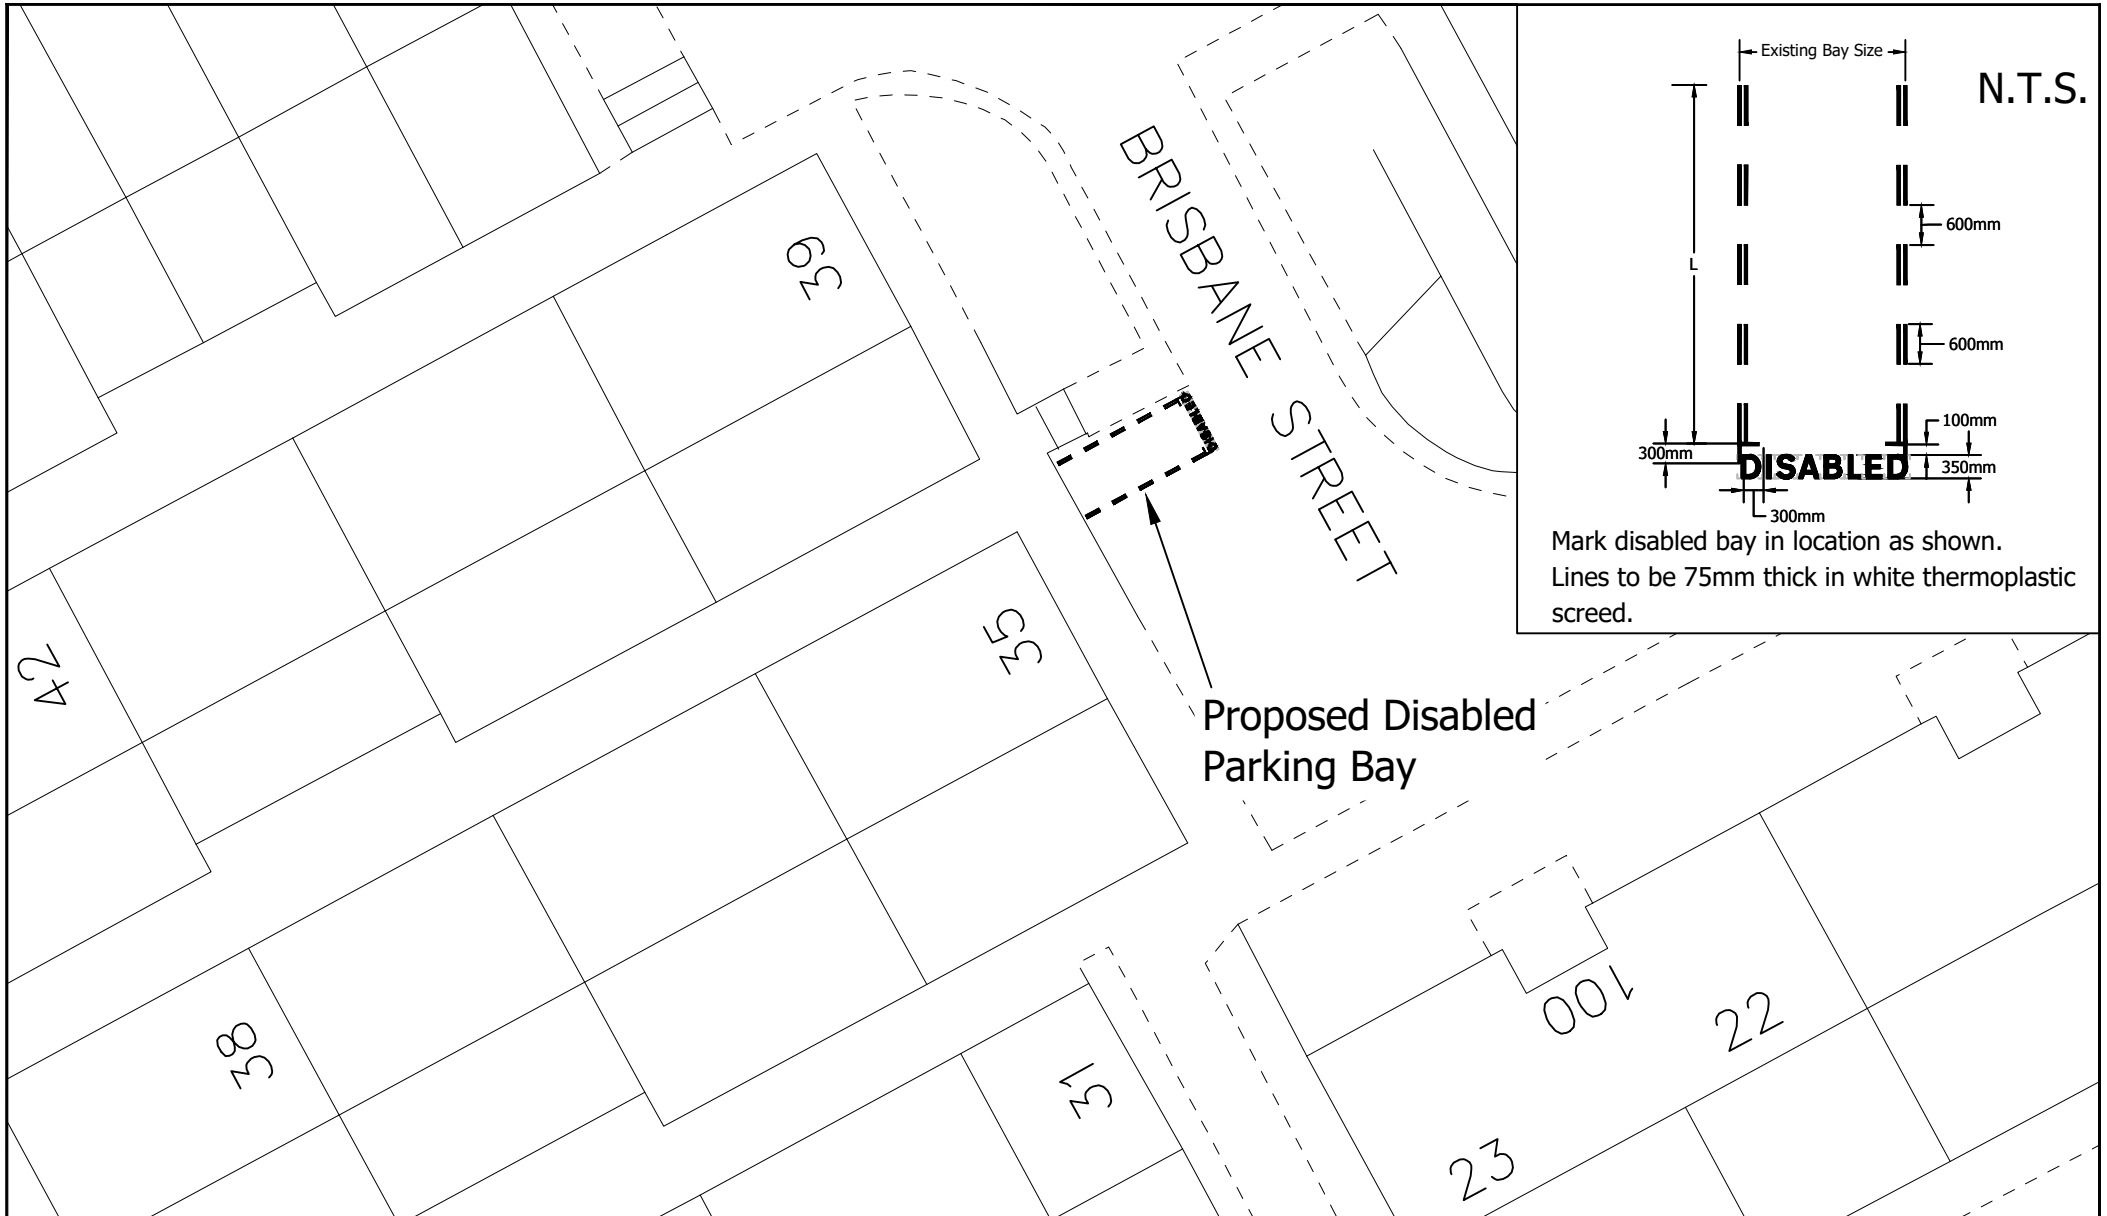 Existing Bay Size
N.T.S.
L
600mm
600mm
100mm
300mm
350mm
DISABLED
300mm
Mark disabled bay in location as shown.
Lines to be 75mm thick in white thermoplastic
screed.
BRISBANE STREET
39
DISABLED
42
35
Proposed Disabled
Parking Bay
38
31
100
22
23